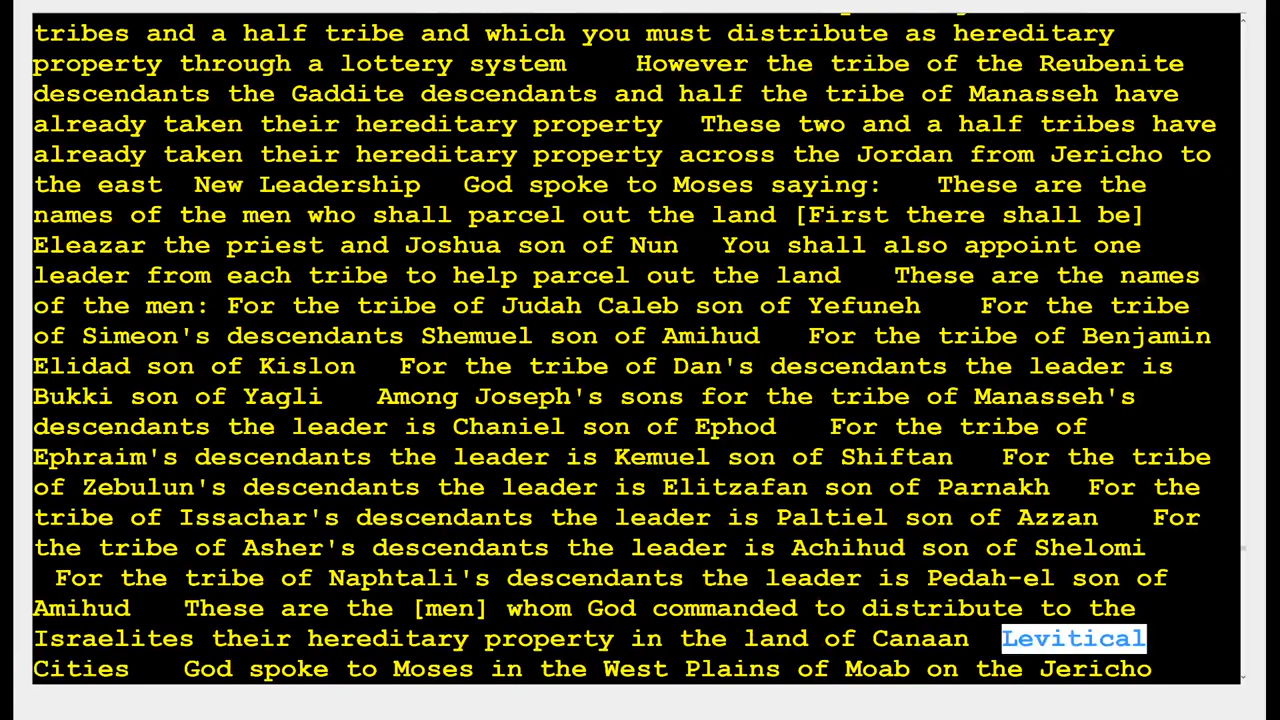 tribes and a half tribe and which you must distribute as hereditary
property through a lottery system However the tribe of the Reubenite
descendants the Gaddite descendants and half the tribe of Manasseh have
already taken their hereditary property These two and a half tribes have
already taken their hereditary property across the Jordan from Jericho to
the east New Leadership God spoke to Moses saying: These are the
names of the men who shall parcel out the land [First there shall be]
Eleazar the priest and Joshua son of Nun You shall also appoint one
leader from each tribe to help parcel out the land These are the names
of the men: For the tribe of Judah Caleb son of Yefuneh For the tribe
of Simeon's descendants Shemuel son of Amihud For the tribe of Benjamin
Elidad son of Kislon For the tribe of Dan's descendants the leader is
Bukki son of Yagli Among Joseph's sons for the tribe of Manasseh's
descendants the leader is Chaniel son of Ephod For the tribe of
Ephraim's descendants the leader is Kemuel son of Shiftan For the tribe
of Zebulun's descendants the leader is Elitzafan son of Parnakh For the
tribe of Issachar's descendants the leader is Paltiel son of Azzan For
the tribe of Asher's descendants the leader is Achihud son of Shelomi
For the tribe of Naphtali's descendants the leader is Pedah-el son of
Amihud These are the [men] whom God commanded to distribute to the
Israelites their hereditary property in the land of Canaan Levitical
Cities God spoke to Moses in the West Plains of Moab on the Jericho